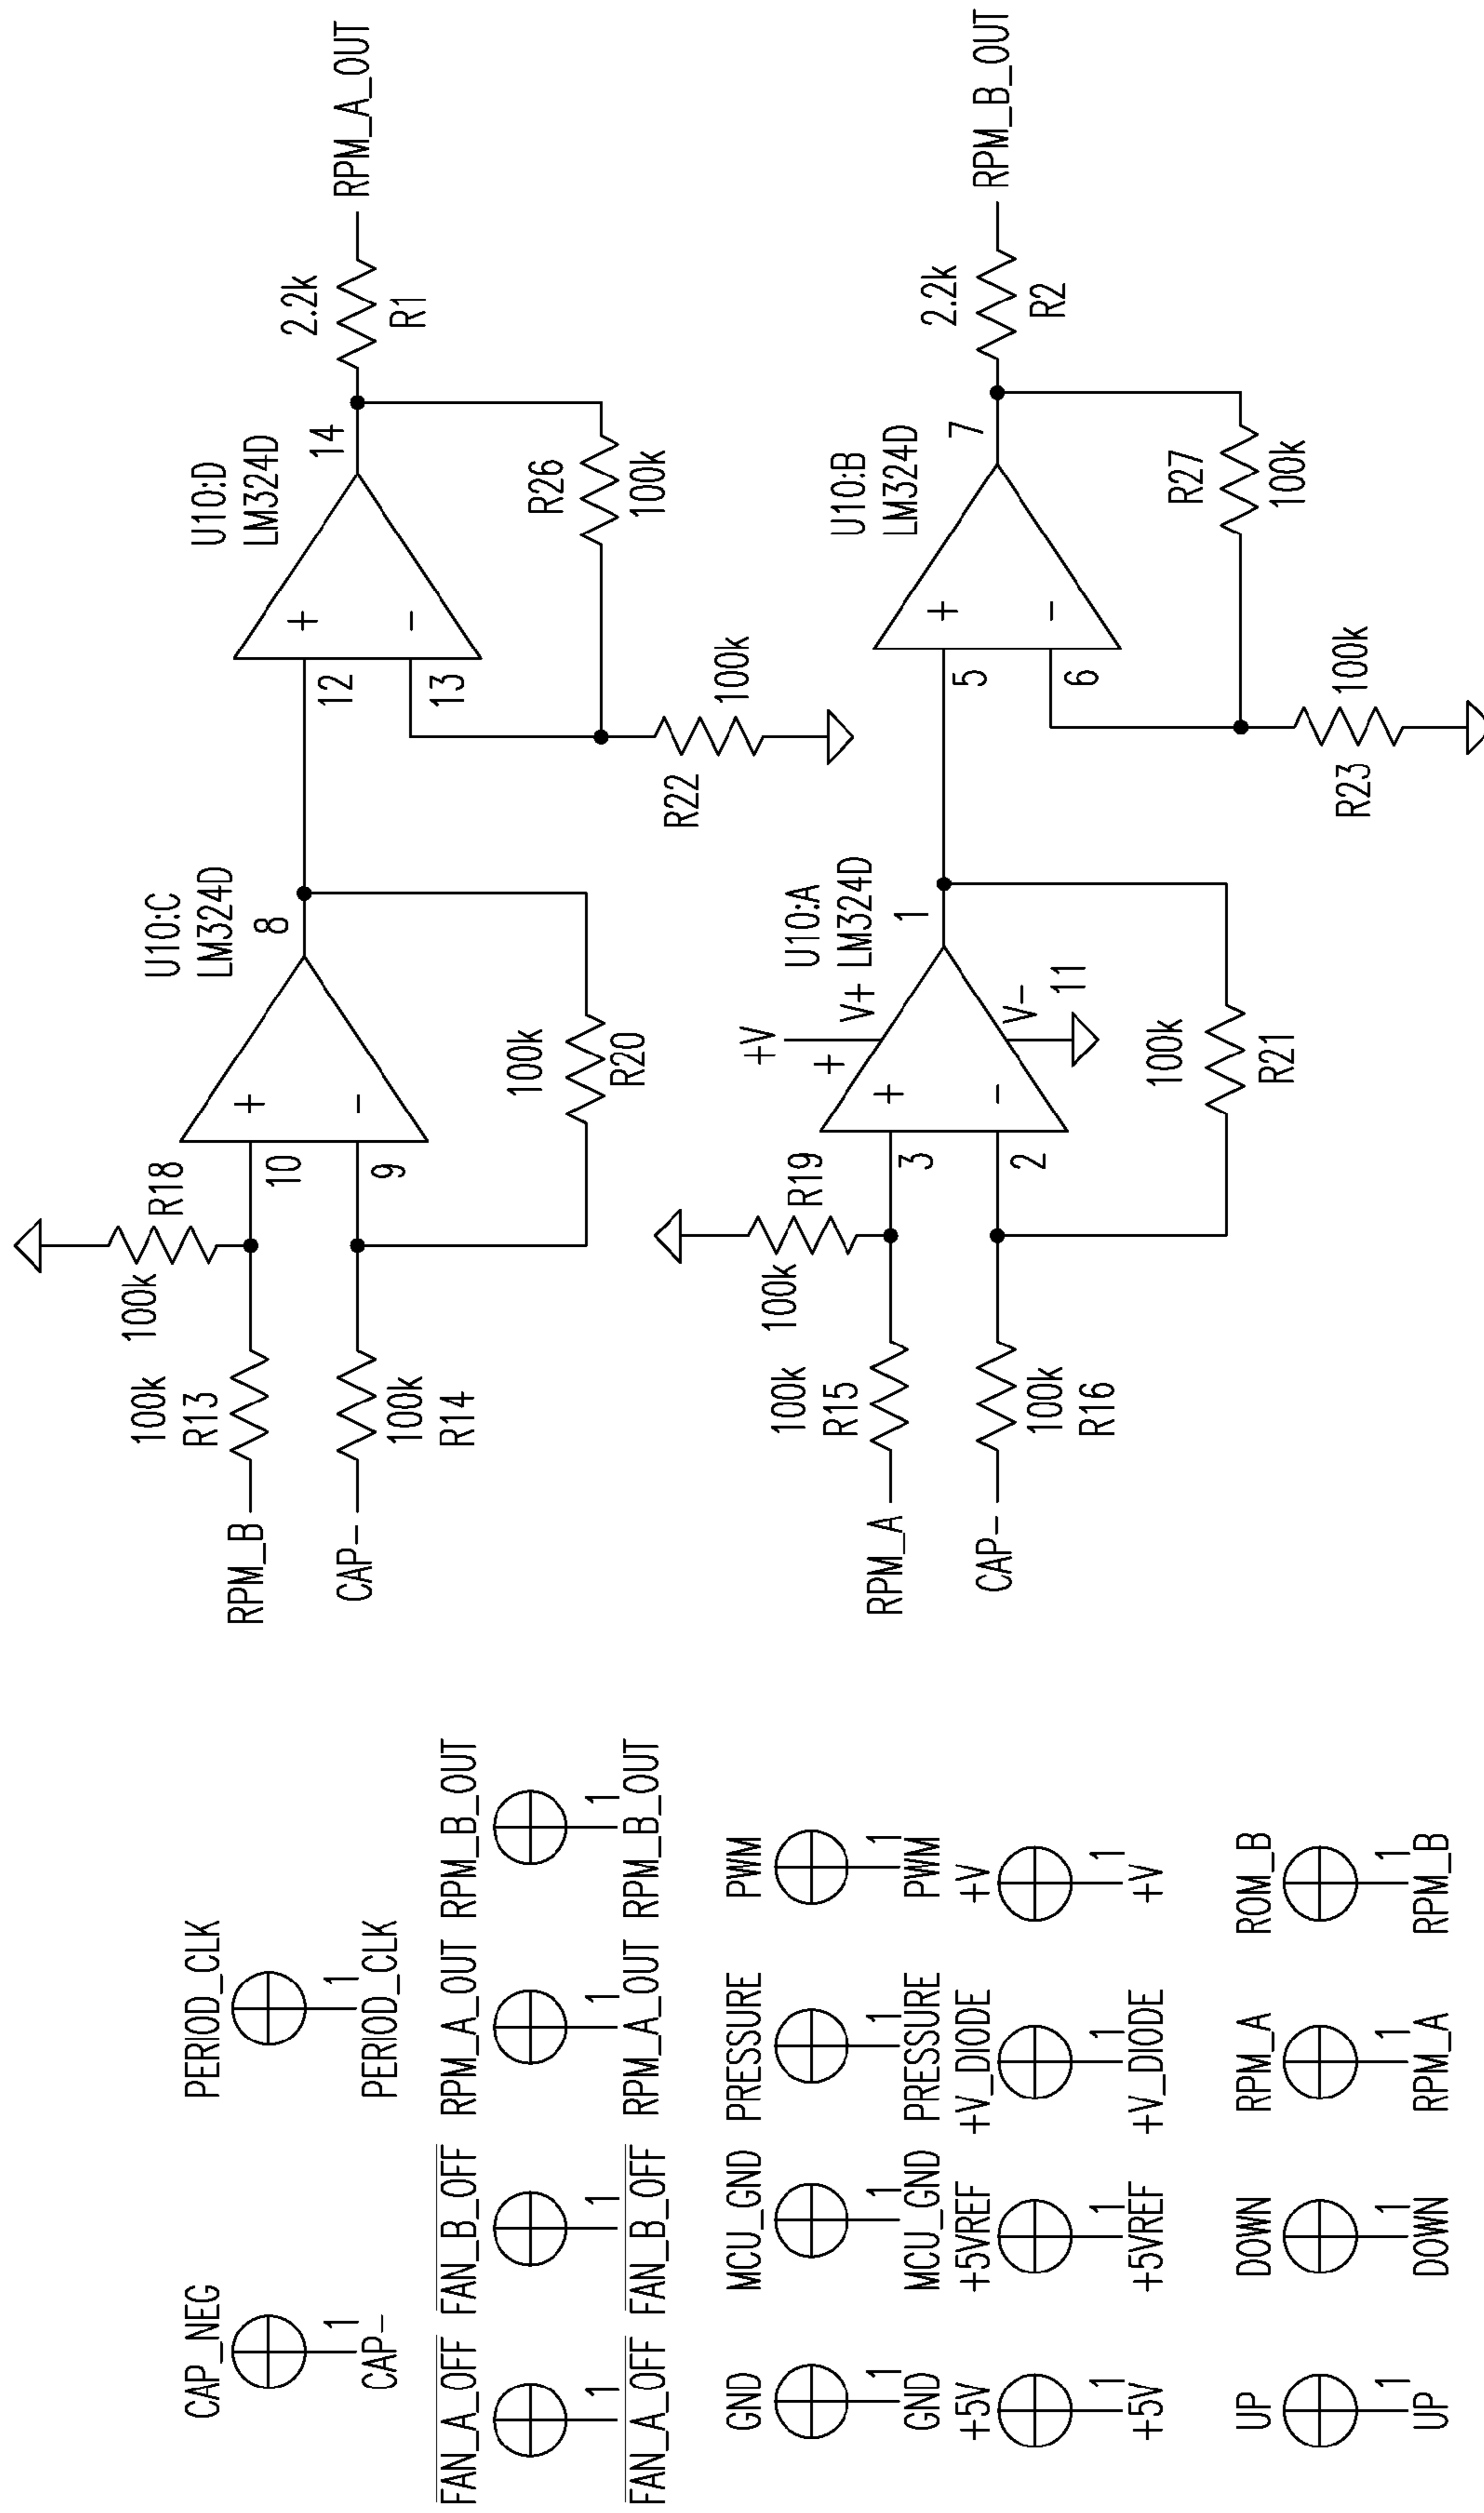 CAP_NEG
1
CAP-
PERIOD_CLK
1
PERIOD_CLK
FAN_A_OFF
1
FAN_A_OFF
FAN_B_OFF
1
FAN_B_OFF
RPM_A_OUT
1
RPM_A_OUT
RPM_B_OUT
1
RPM_B_OUT
GND
1
GND
MCU_GND
1
MCU_GND
PRESSURE
1
PRESSURE
PWM
1
PWM
+5V
1
+5V
+5VREF
1
+5VREF
+V_DIODE
1
+V_DIODE
+V
1
+V
UP
1
UP
DOWN
1
DOWN
RPM_A
1
RPM_A
ROM_B
1
RPM_B
RPM_B
100k
R13
CAP-
100k
R14
100k
R18
10
9
+
-
U10:C
LM324D
8
100k
R20
12
13
+
-
U10:D
LM324D
14
R26
100k
R22
100k
2.2k
R1
RPM_A_OUT
RPM_A
100k
R15
CAP-
100k
R16
100k
R19
3
2
+
-
+V
+
V+
V-
11
U10:A
LM324D
1
100k
R21
5
6
+
-
U10:B
LM324D
7
R27
100k
R23
100k
2.2k
R2
RPM_B_OUT